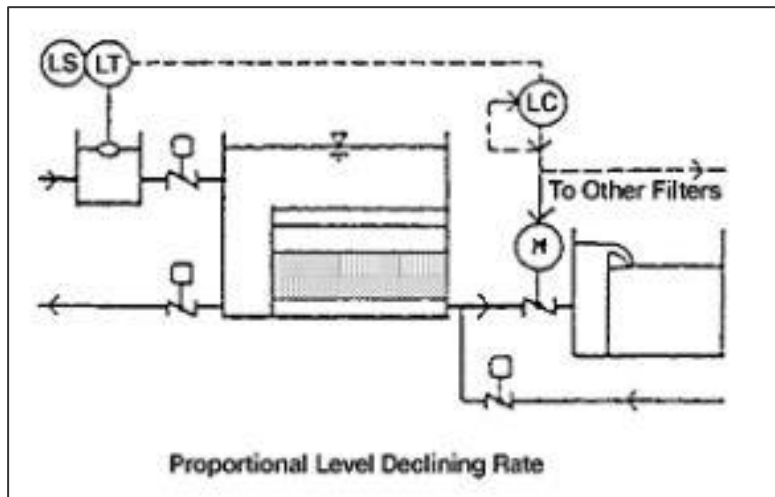 LS LT
LC
To Other Filters
M
Proportional Level Declining Rate